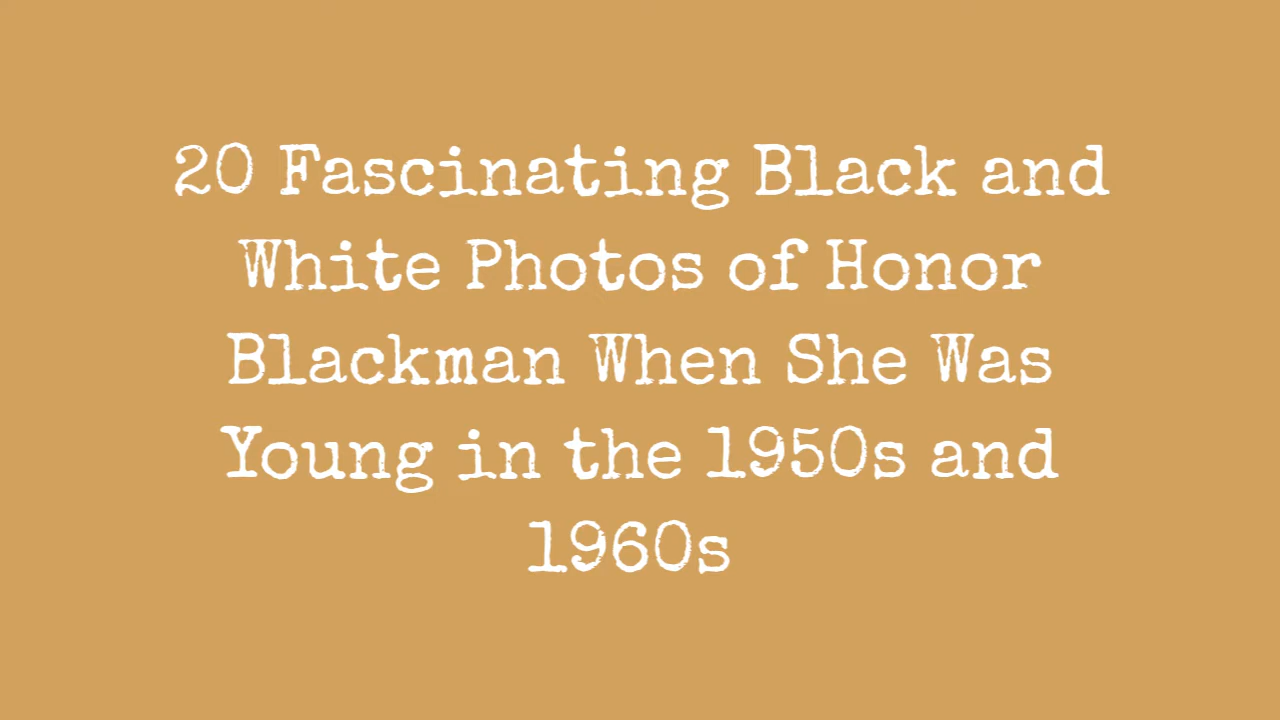 20 Fascinating Black and
White Photos of Honor
Blackman When She Was
Young in the 1950s and
1960s